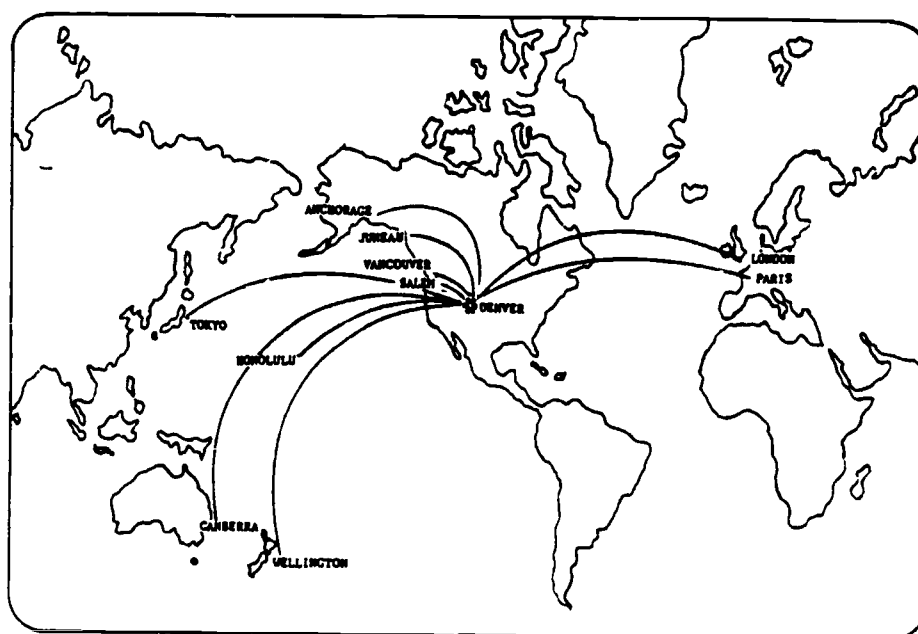 ANCHORAGE
JUNEAU
VANCOUVER
SALEM
DENVER
LONDON
PARIS
TOKYO
HONOLULU
CANBERRA
WELLINGTON